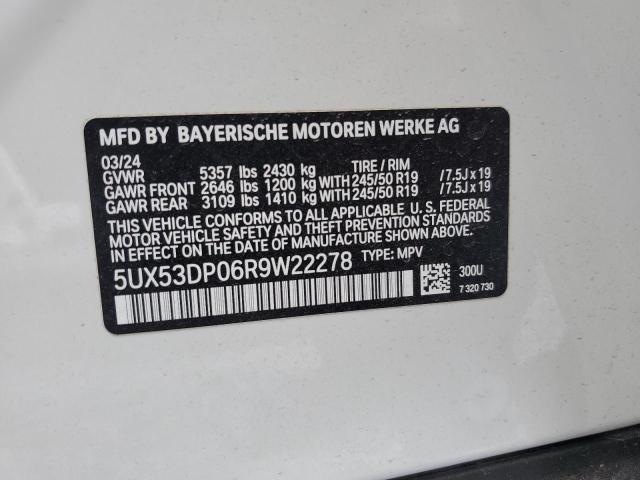 MFD BY BAYERISCHE MOTOREN WERKE AG
03/24 TIRE / RIM
GVWR 5357 lbs 2430 kg
GAWR FRONT 2646 lbs 1200 kg WITH 245/50 R19 / 7.5J x 19
GAWR REAR 3109 lbs 1410 kg WITH 245/50 R19 / 7.5J x 19
THIS VEHICLE CONFORMS TO ALL APPLICABLE U. S. FEDERAL
MOTOR VEHICLE SAFETY AND THEFT PREVENTION STANDARDS
IN EFFECT ON THE DATE OF MANUFACTURE SHOWN ABOVE.
5UX53DP06R9W22278 TYPE: MPV
300U
7 320 730